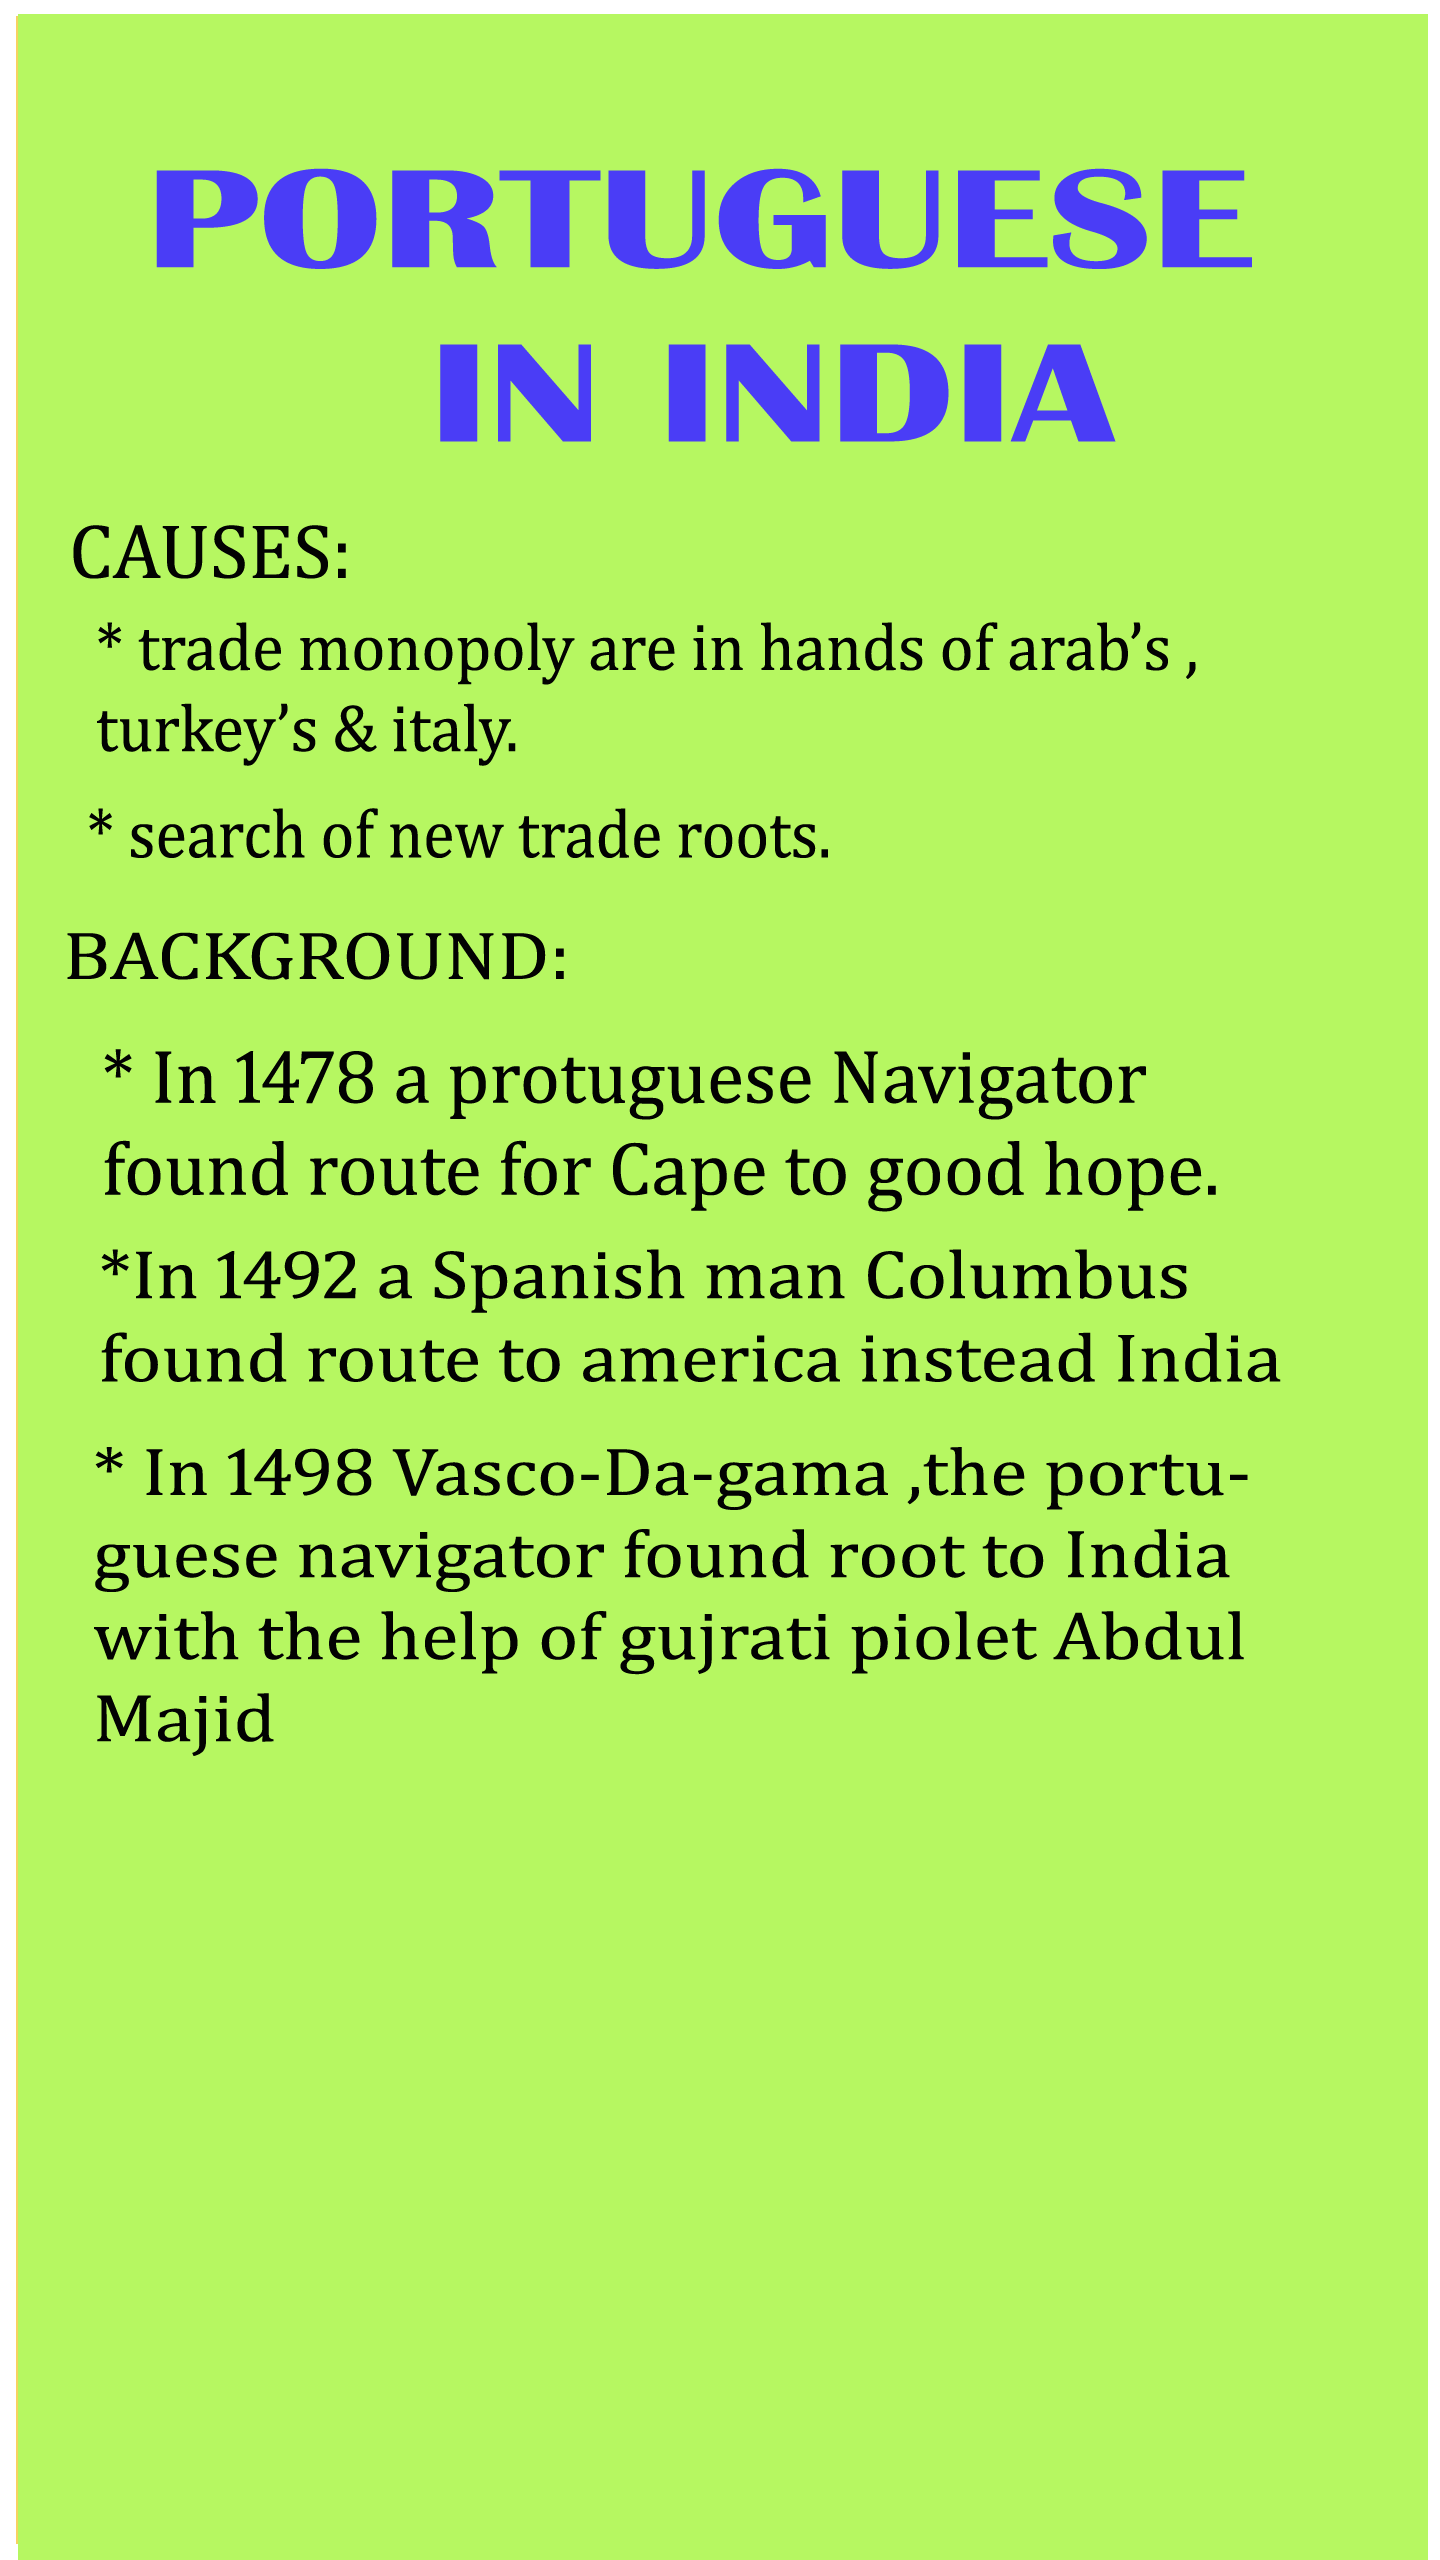 PORTUGUESE
IN INDIA
CAUSES:
* trade monopoly are in hands of arab’s ,
turkey’s & italy.
* search of new trade roots.
BACKGROUND:
* In 1478 a protuguese Navigator
found route for Cape to good hope.
*In 1492 a Spanish man Columbus
found route to america instead India
* In 1498 Vasco-Da-gama ,the portu-
guese navigator found root to India
with the help of gujrati piolet Abdul
Majid